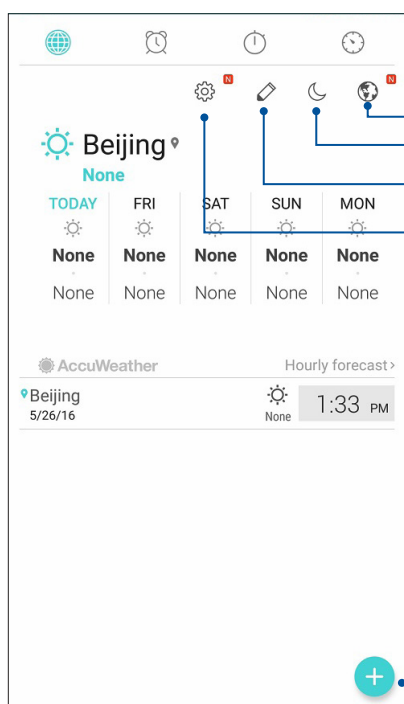 N
N
Beijing
None
TODAY FRI SAT SUN MON
None None None None None
None None None None None
AccuWeather Hourly forecast>
Beijing
5/26/16
None
1:33 PM